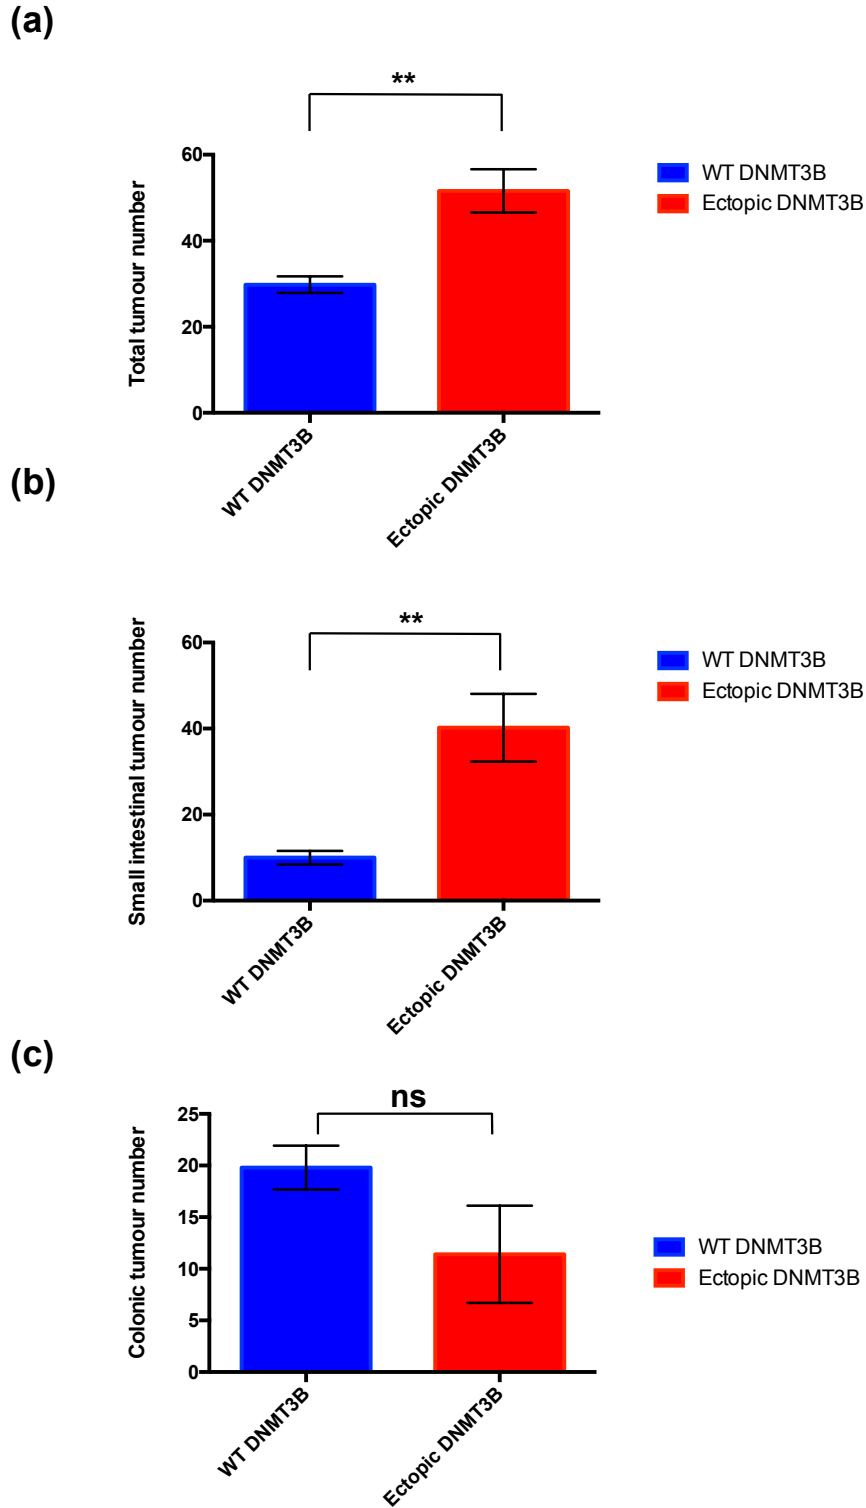 (a)
**
Total tumour number
60
40
20
0
WT DNMT3B
Ectopic DNMT3B
WT DNMT3B
Ectopic DNMT3B
(b)
**
Small intestinal tumour number
60
40
20
0
WT DNMT3B
Ectopic DNMT3B
WT DNMT3B
Ectopic DNMT3B
(c)
ns
Colonic tumour number
25
20
15
10
5
0
WT DNMT3B
Ectopic DNMT3B
WT DNMT3B
Ectopic DNMT3B